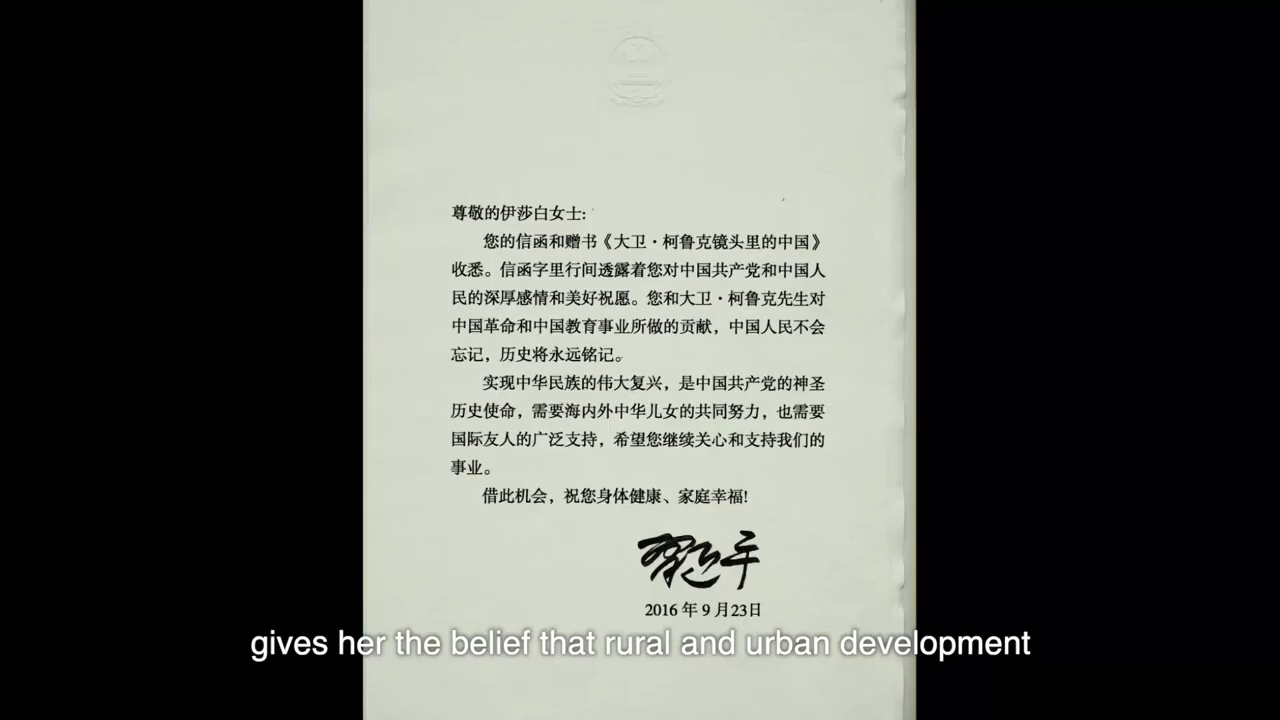 尊敬的伊莎白女士:
您的信函和赠书《大卫·柯鲁克镜头里的中国》
收悉。信函字里行间透露着您对中国共产党和中国人
民的深厚感情和美好祝愿。您和大卫·柯鲁克先生对
中国革命和中国教育事业所做的贡献，中国人民不会
忘记，历史将永远铭记。
实现中华民族的伟大复兴，是中国共产党的神圣
历史使命，需要海内外中华儿女的共同努力，也需要
国际友人的广泛支持，希望您继续关心和支持我们的
事业。
借此机会，祝您身体健康、家庭幸福!
习近平
2016年9月23日
gives her the belief that rural and urban development